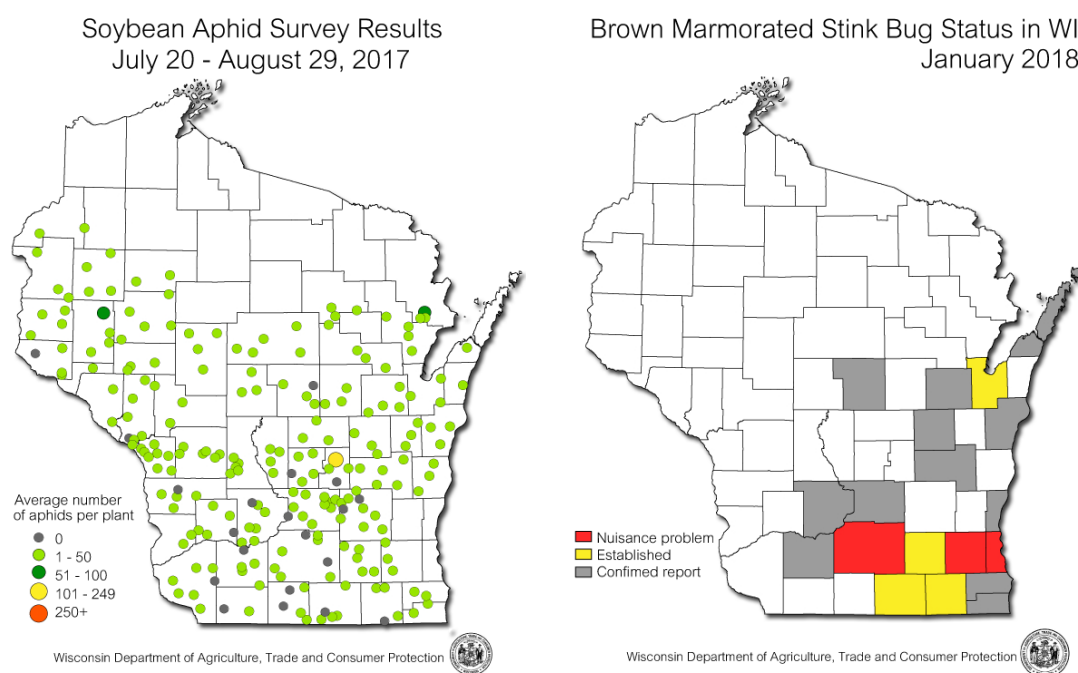 Soybean Aphid Survey Results
July 20 - August 29, 2017
Average number
of aphids per plant
0
1 - 50
51 - 100
101 - 249
250+
Wisconsin Department of Agriculture, Trade and Consumer Protection
Brown Marmorated Stink Bug Status in WI
January 2018
Nuisance problem
Established
Confimed report
Wisconsin Department of Agriculture, Trade and Consumer Protection